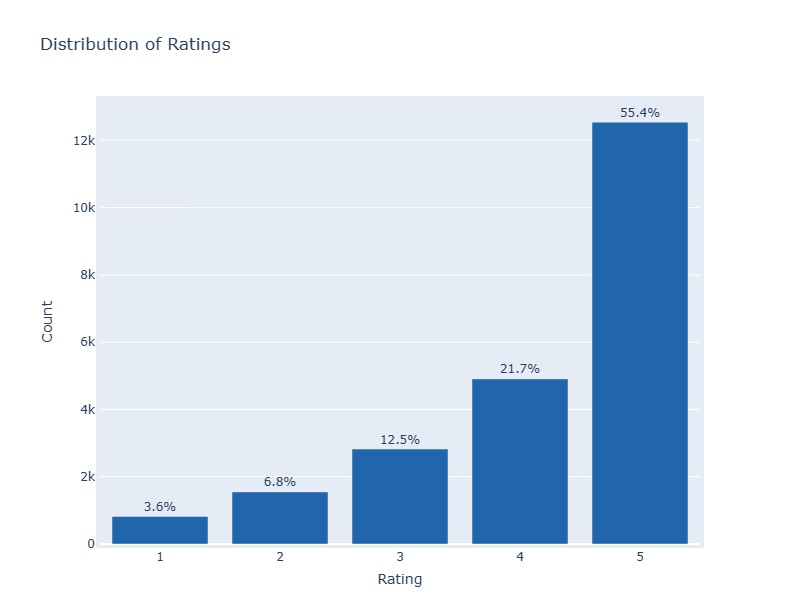 Distribution of Ratings
55.4%
12k
10k
8k
6k
4k
2k
0
21.7%
12.5%
6.8%
3.6%
Count
1 2 3 4 5
Rating